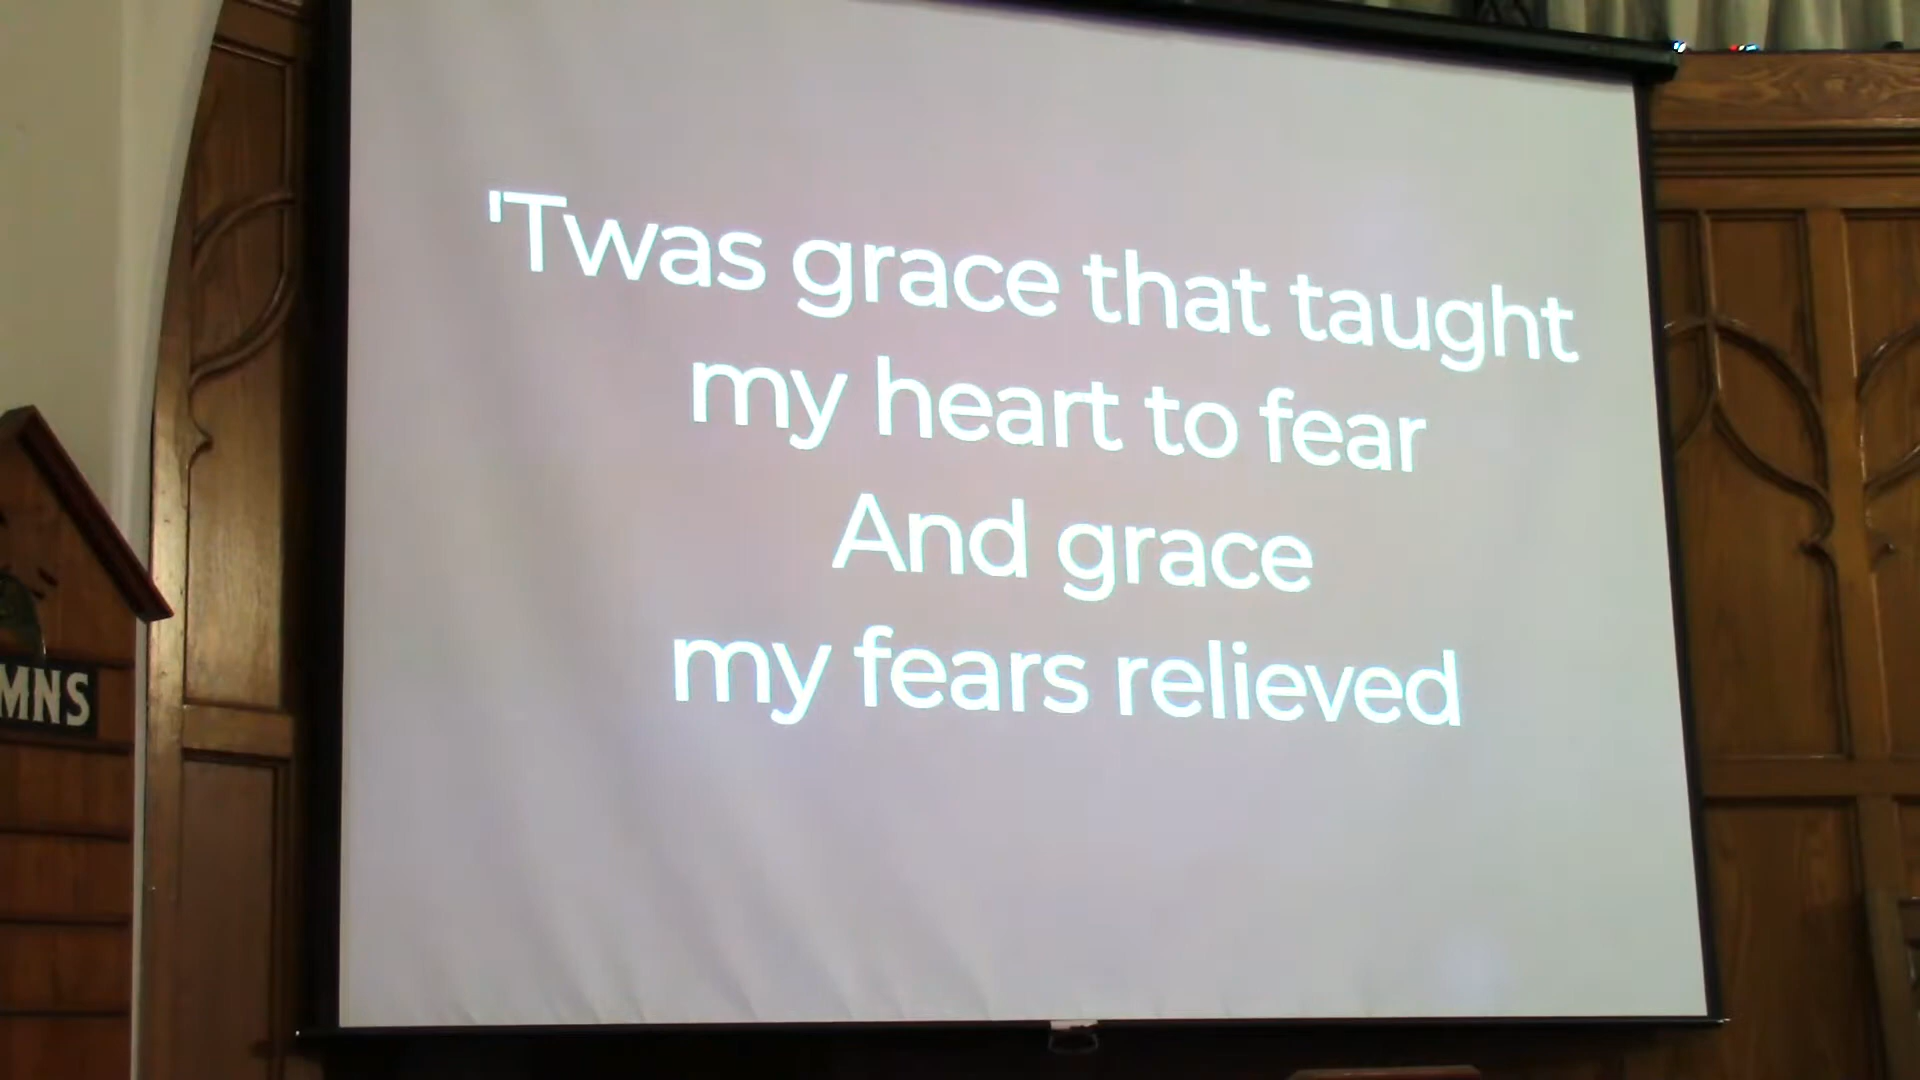 'Twas grace that taught
my heart to fear
And grace
my fears relieved
MNS